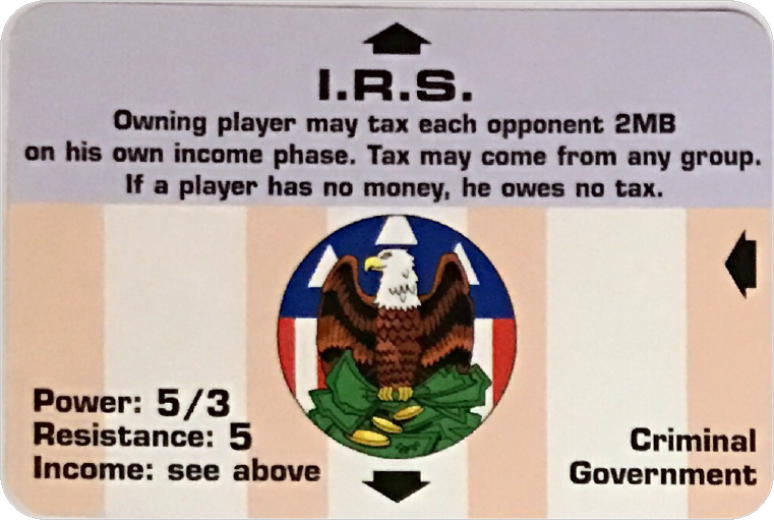 I.R.S.
Owning player may tax each opponent 2MB
on his own income phase. Tax may come from any group.
If a player has no money, he owes no tax.
Power: 5/3
Resistance: 5
Income: see above
Criminal
Government